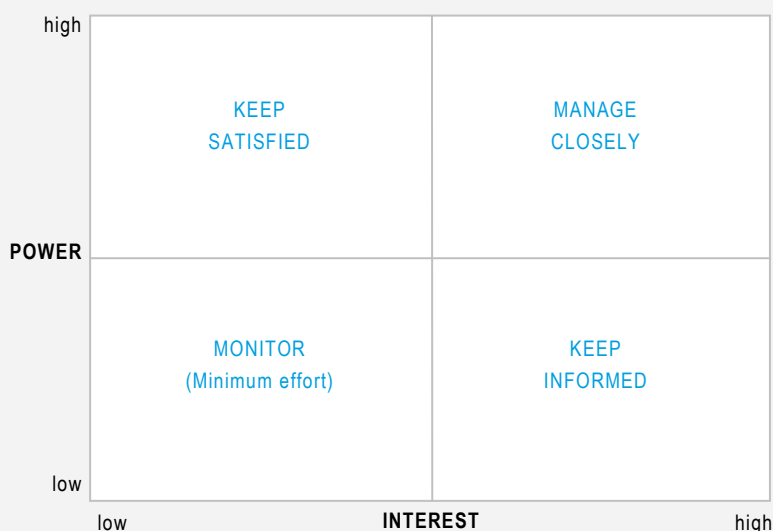 high
KEEP
SATISFIED
MANAGE
CLOSELY
POWER
MONITOR
(Minimum effort)
KEEP
INFORMED
low
low
INTEREST
high